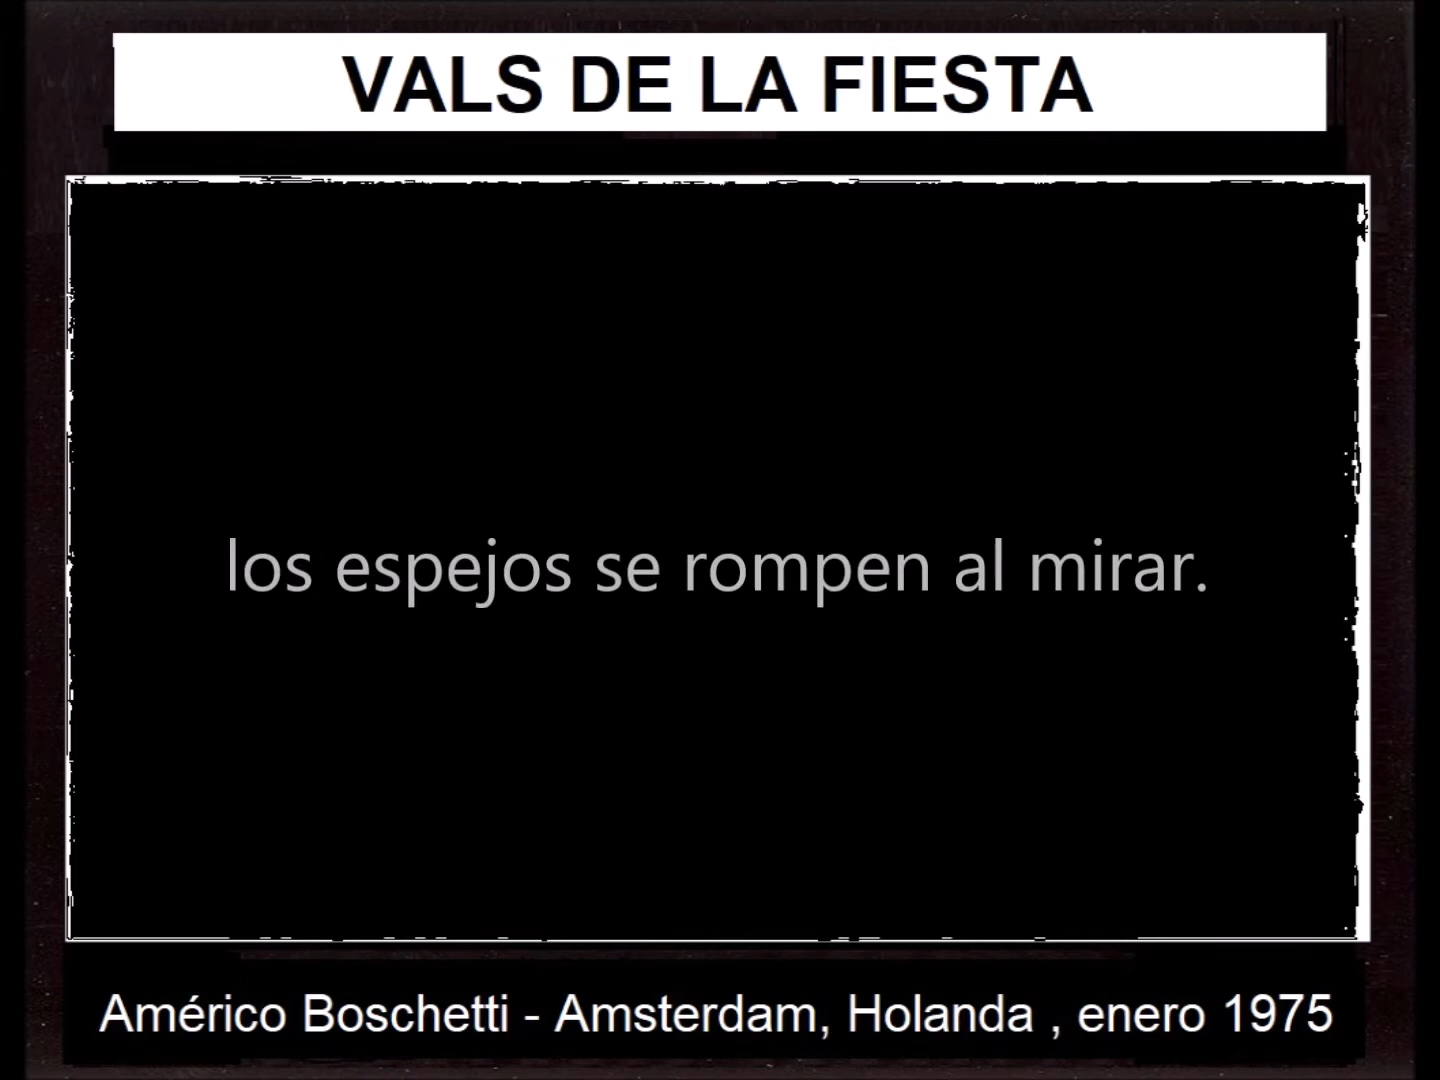 VALS DE LA FIESTA
los espejos se rompen al mirar.
Américo Boschetti - Amsterdam, Holanda , enero 1975